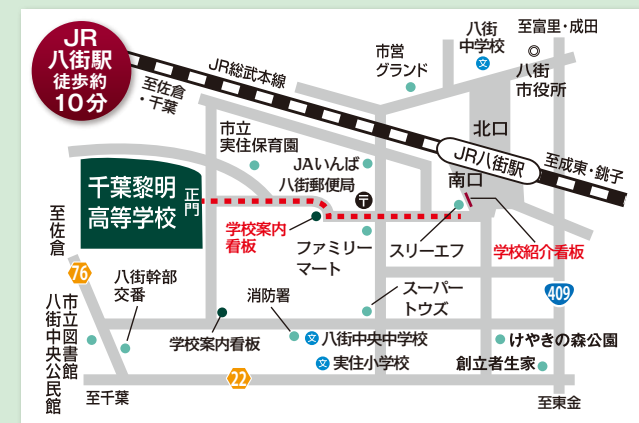 JR
八街駅
徒歩約
10分
至佐倉
・千葉
JR総武本線
市営
グランド
八街
中学校
文
至富里・成田
八街
市役所
北口
JR八街駅
至成東・銚子
南口
市立
実住保育園
JAいんば
八街郵便局
〒
千葉黎明
高等学校
正門
学校案内
看板
ファミリー
マート
スリーエフ
学校紹介看板
至佐倉
76
八街幹部
交番
市立図書館
八街中央公民館
消防署
スーパー
トウズ
409
学校案内看板
文 八街中央中学校
文 実住小学校
けやきの森公園
創立者生家
22
至千葉
至東金